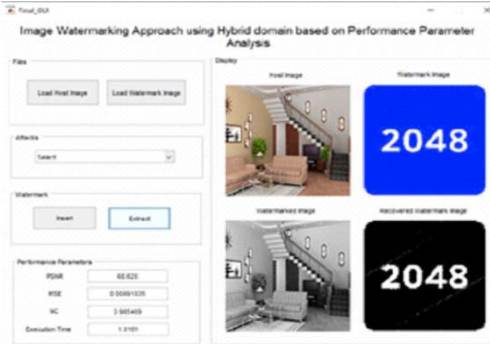 Final_GUI
Image Watermarking Approach using Hybrid domain based on Performance Parameter
Analysis
Files
Load Host Image
Load Watermark Image
Attacks
Select
Watermark
Insert
Extract
Performance Parameters
PSNR
MSE
NC
Execution Time
Display
Host Image
Watermark Image
2048
Watermarked Image
Recovered Watermark Image
2048